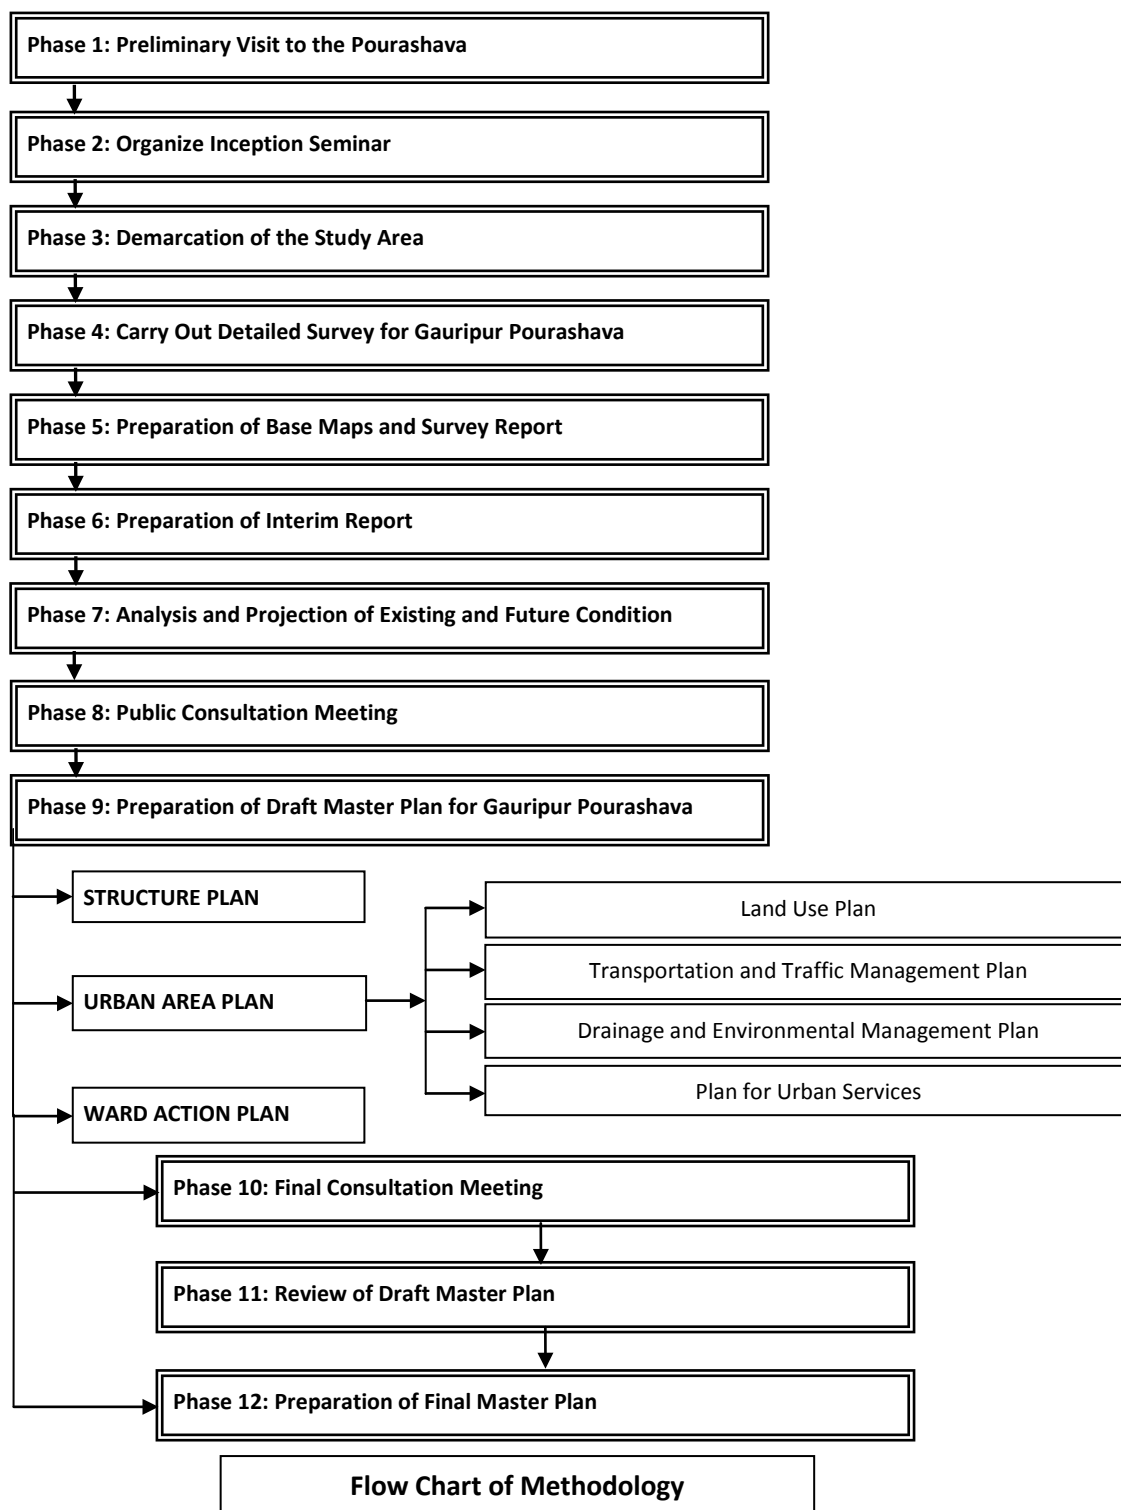 Phase 1: Preliminary Visit to the Pourashava
Phase 2: Organize Inception Seminar
Phase 3: Demarcation of the Study Area
Phase 4: Carry Out Detailed Survey for Gauripur Pourashava
Phase 5: Preparation of Base Maps and Survey Report
Phase 6: Preparation of Interim Report
Phase 7: Analysis and Projection of Existing and Future Condition
Phase 8: Public Consultation Meeting
Phase 9: Preparation of Draft Master Plan for Gauripur Pourashava
STRUCTURE PLAN
URBAN AREA PLAN
WARD ACTION PLAN
Land Use Plan
Transportation and Traffic Management Plan
Drainage and Environmental Management Plan
Plan for Urban Services
Phase 10: Final Consultation Meeting
Phase 11: Review of Draft Master Plan
Phase 12: Preparation of Final Master Plan
Flow Chart of Methodology